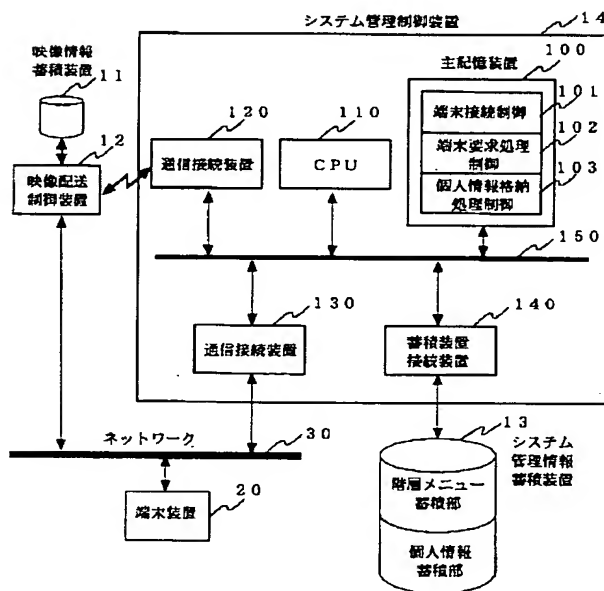 システム管理制御装置
14
映像情報
蓄積装置
11
主記憶装置
100
端末接続制御
101
端末要求処理
制御
102
個人情報格納
処理制御
103
120
通信接続装置
110
CPU
12
映像配送
制御装置
150
130
通信接続装置
140
蓄積装置
接続装置
ネットワーク
30
端末装置
20
13
システム
管理情報
蓄積装置
階層メニュー
蓄積部
個人情報
蓄積部